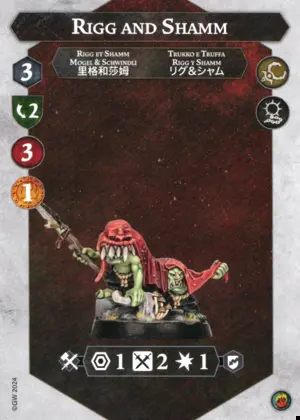 Rigg and Shamm
Rigg et Shamm
Mogel & Schwindli
里格和莎姆
Trukko e Truffa
Rigg y Shamm
リグ&シャム
3
2
3
1
1 2 1
©GW 2024